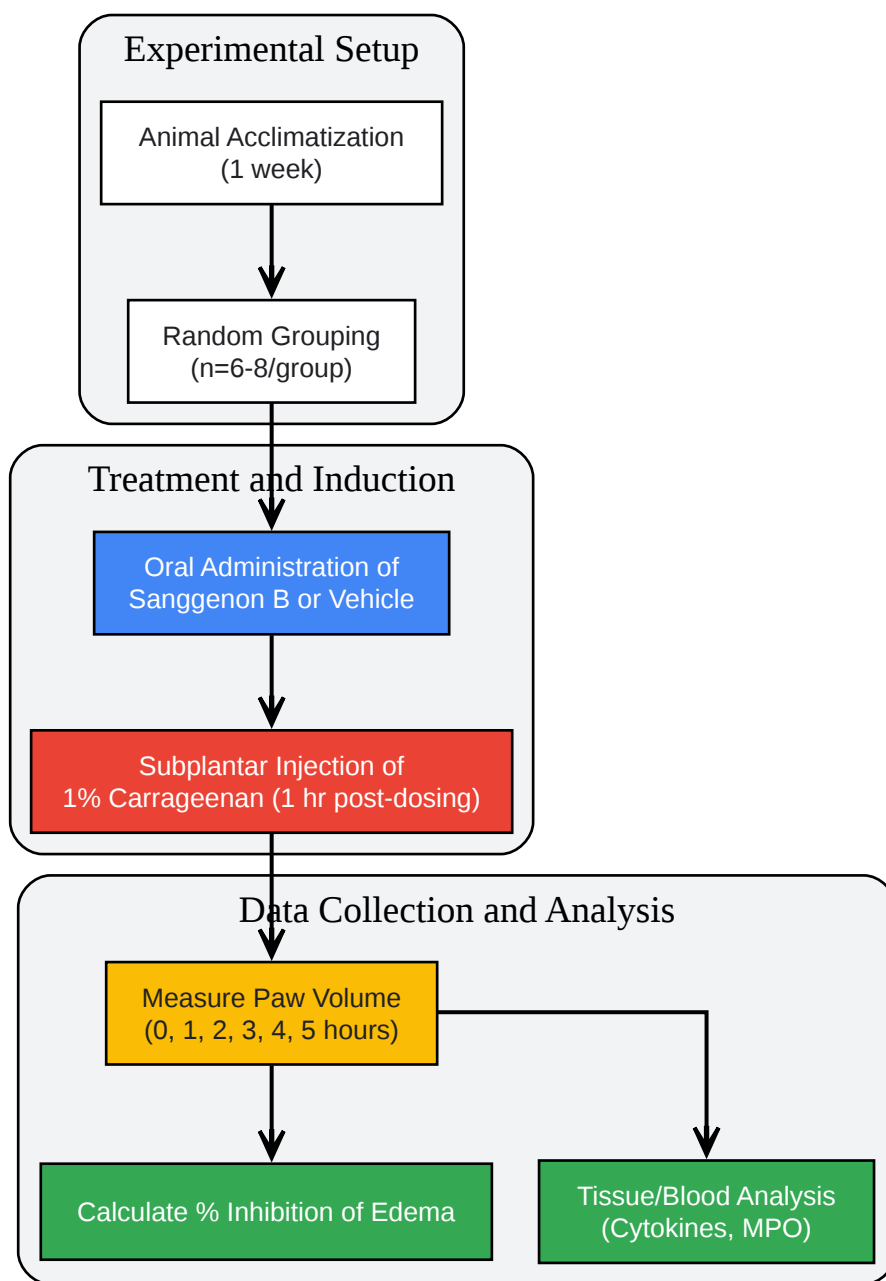 Experimental Setup
Animal Acclimatization
(1 week)
Random Grouping
(n=6-8/group)
Treatment and Induction
Oral Administration of
Sanggenon B or Vehicle
Subplantar Injection of
1% Carrageenan (1 hr post-dosing)
Data Collection and Analysis
Measure Paw Volume
(0, 1, 2, 3, 4, 5 hours)
Calculate % Inhibition of Edema
Tissue/Blood Analysis
(Cytokines, MPO)